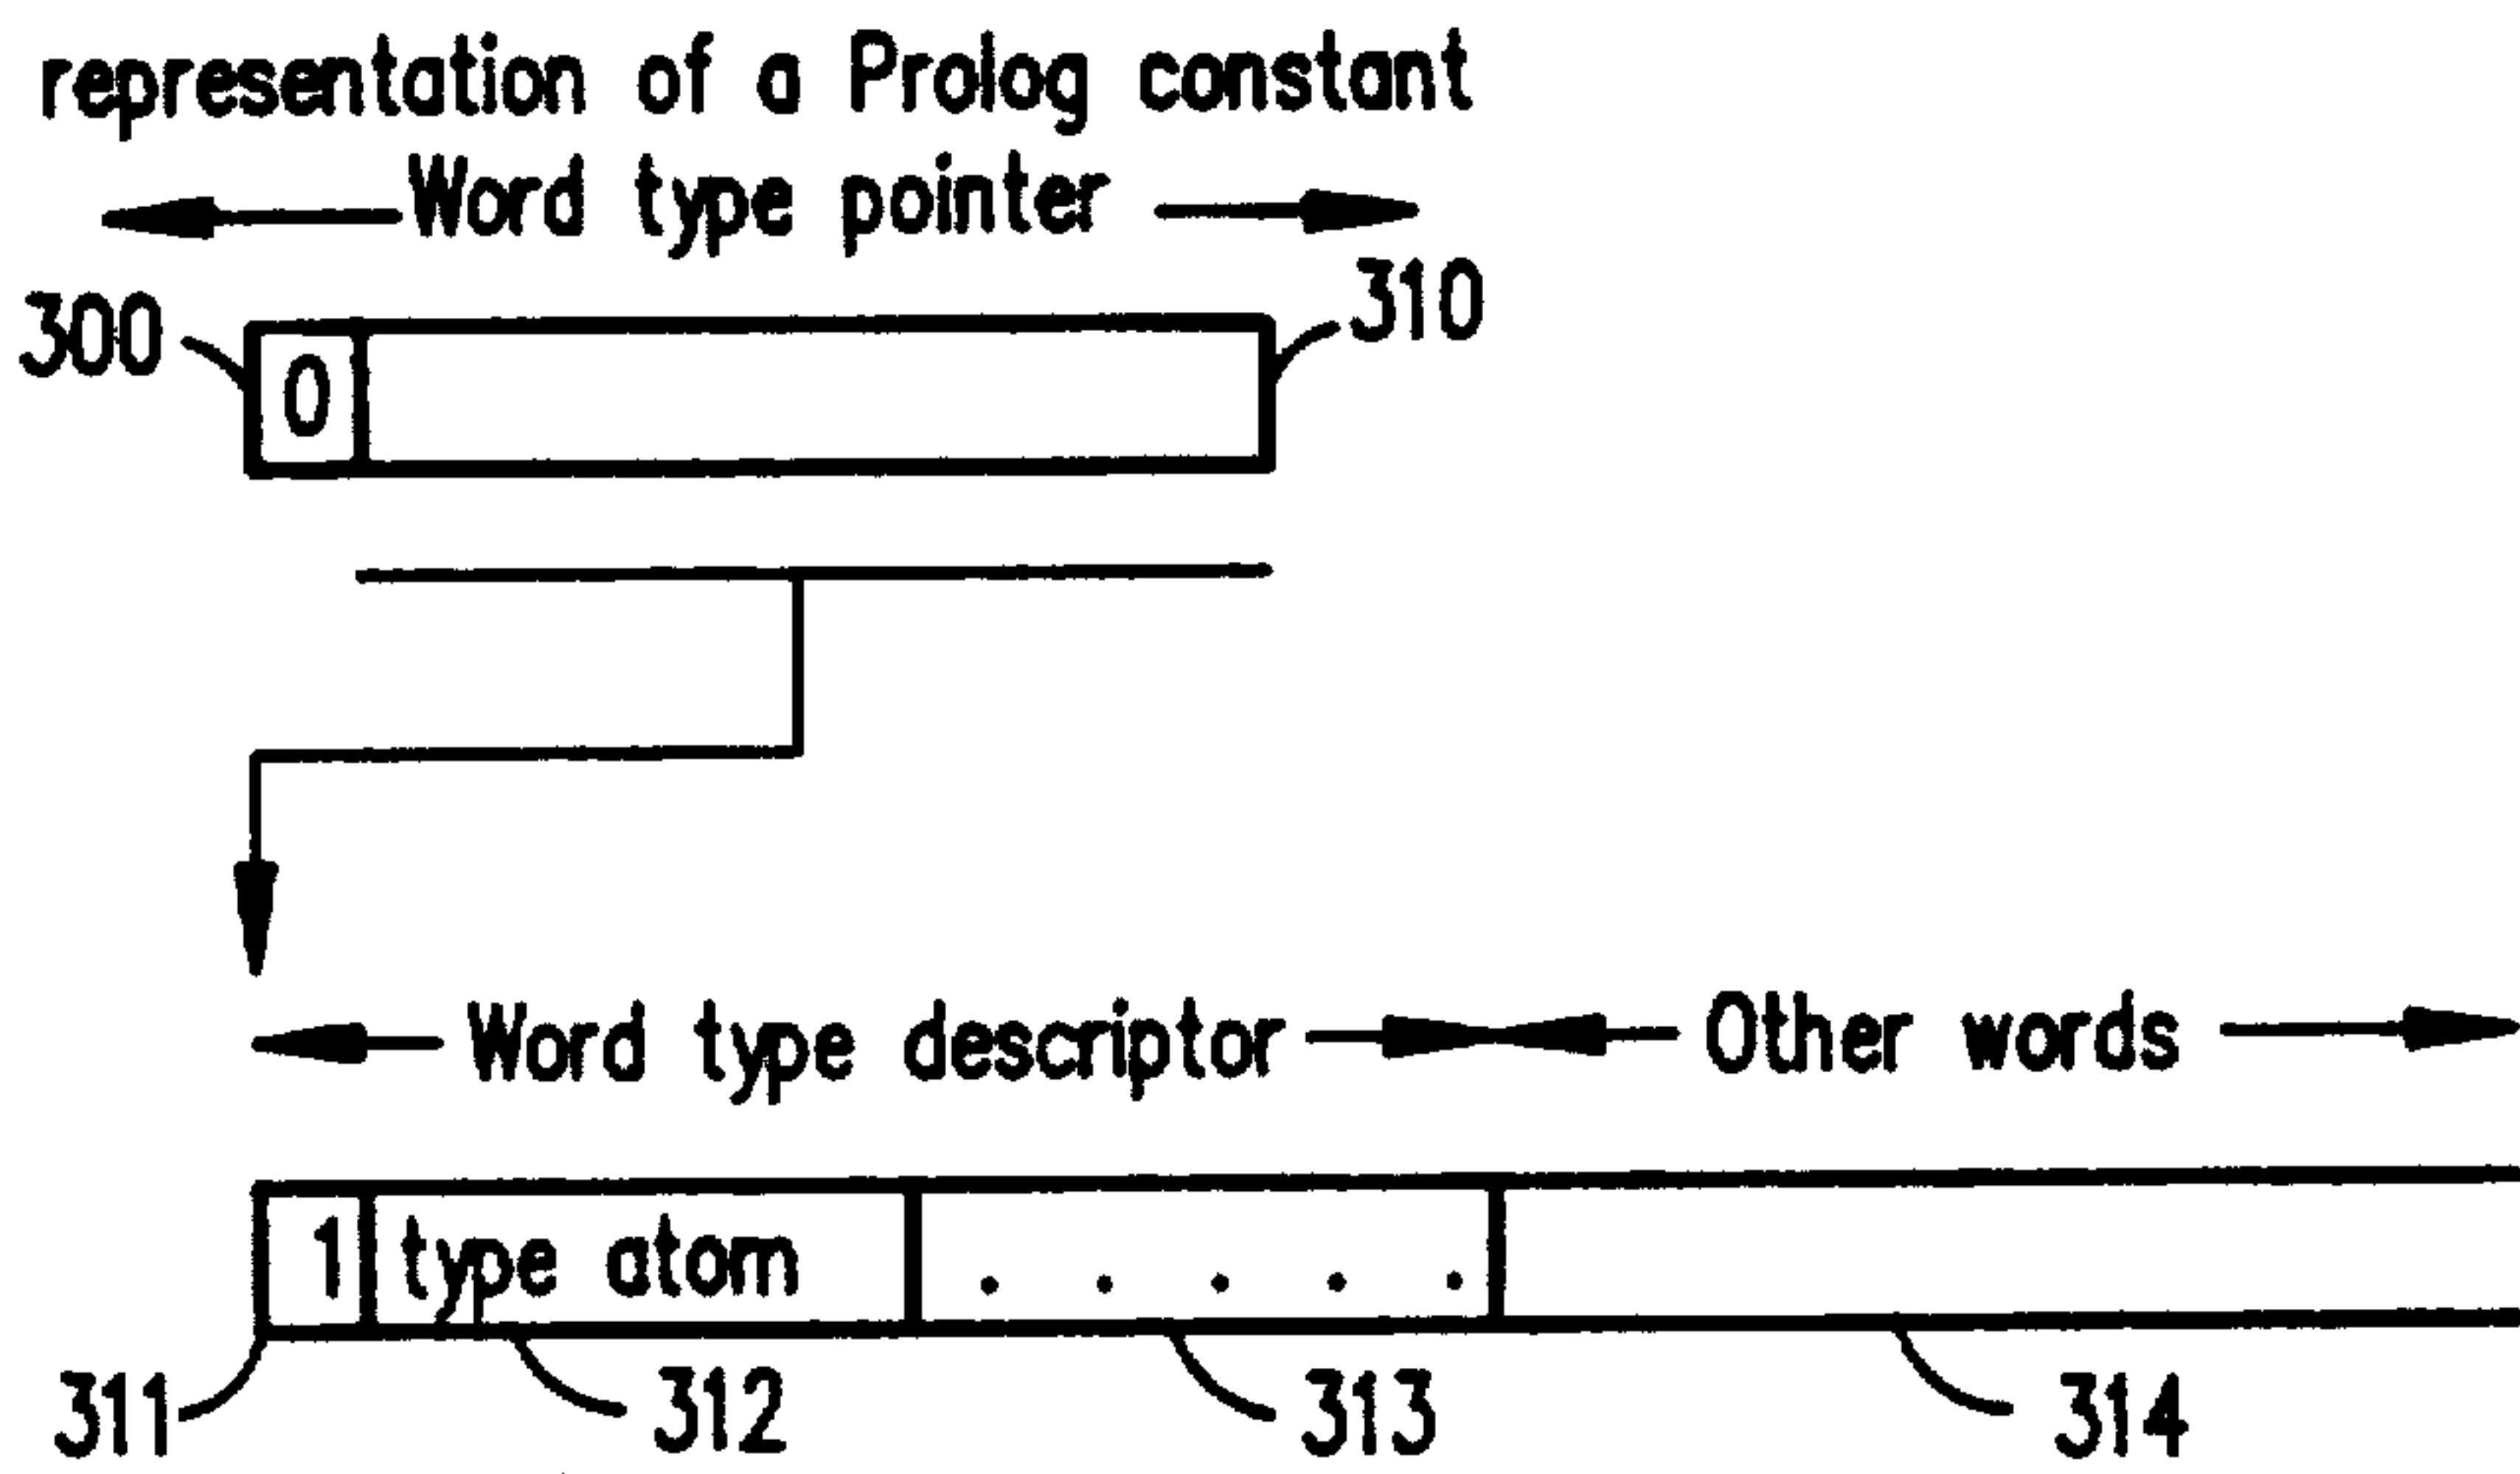 representation of a Prolog constant
Word type pointer
300
310
0
Word type descriptor
Other words
1 type atom . . . . .
311 312 313 314